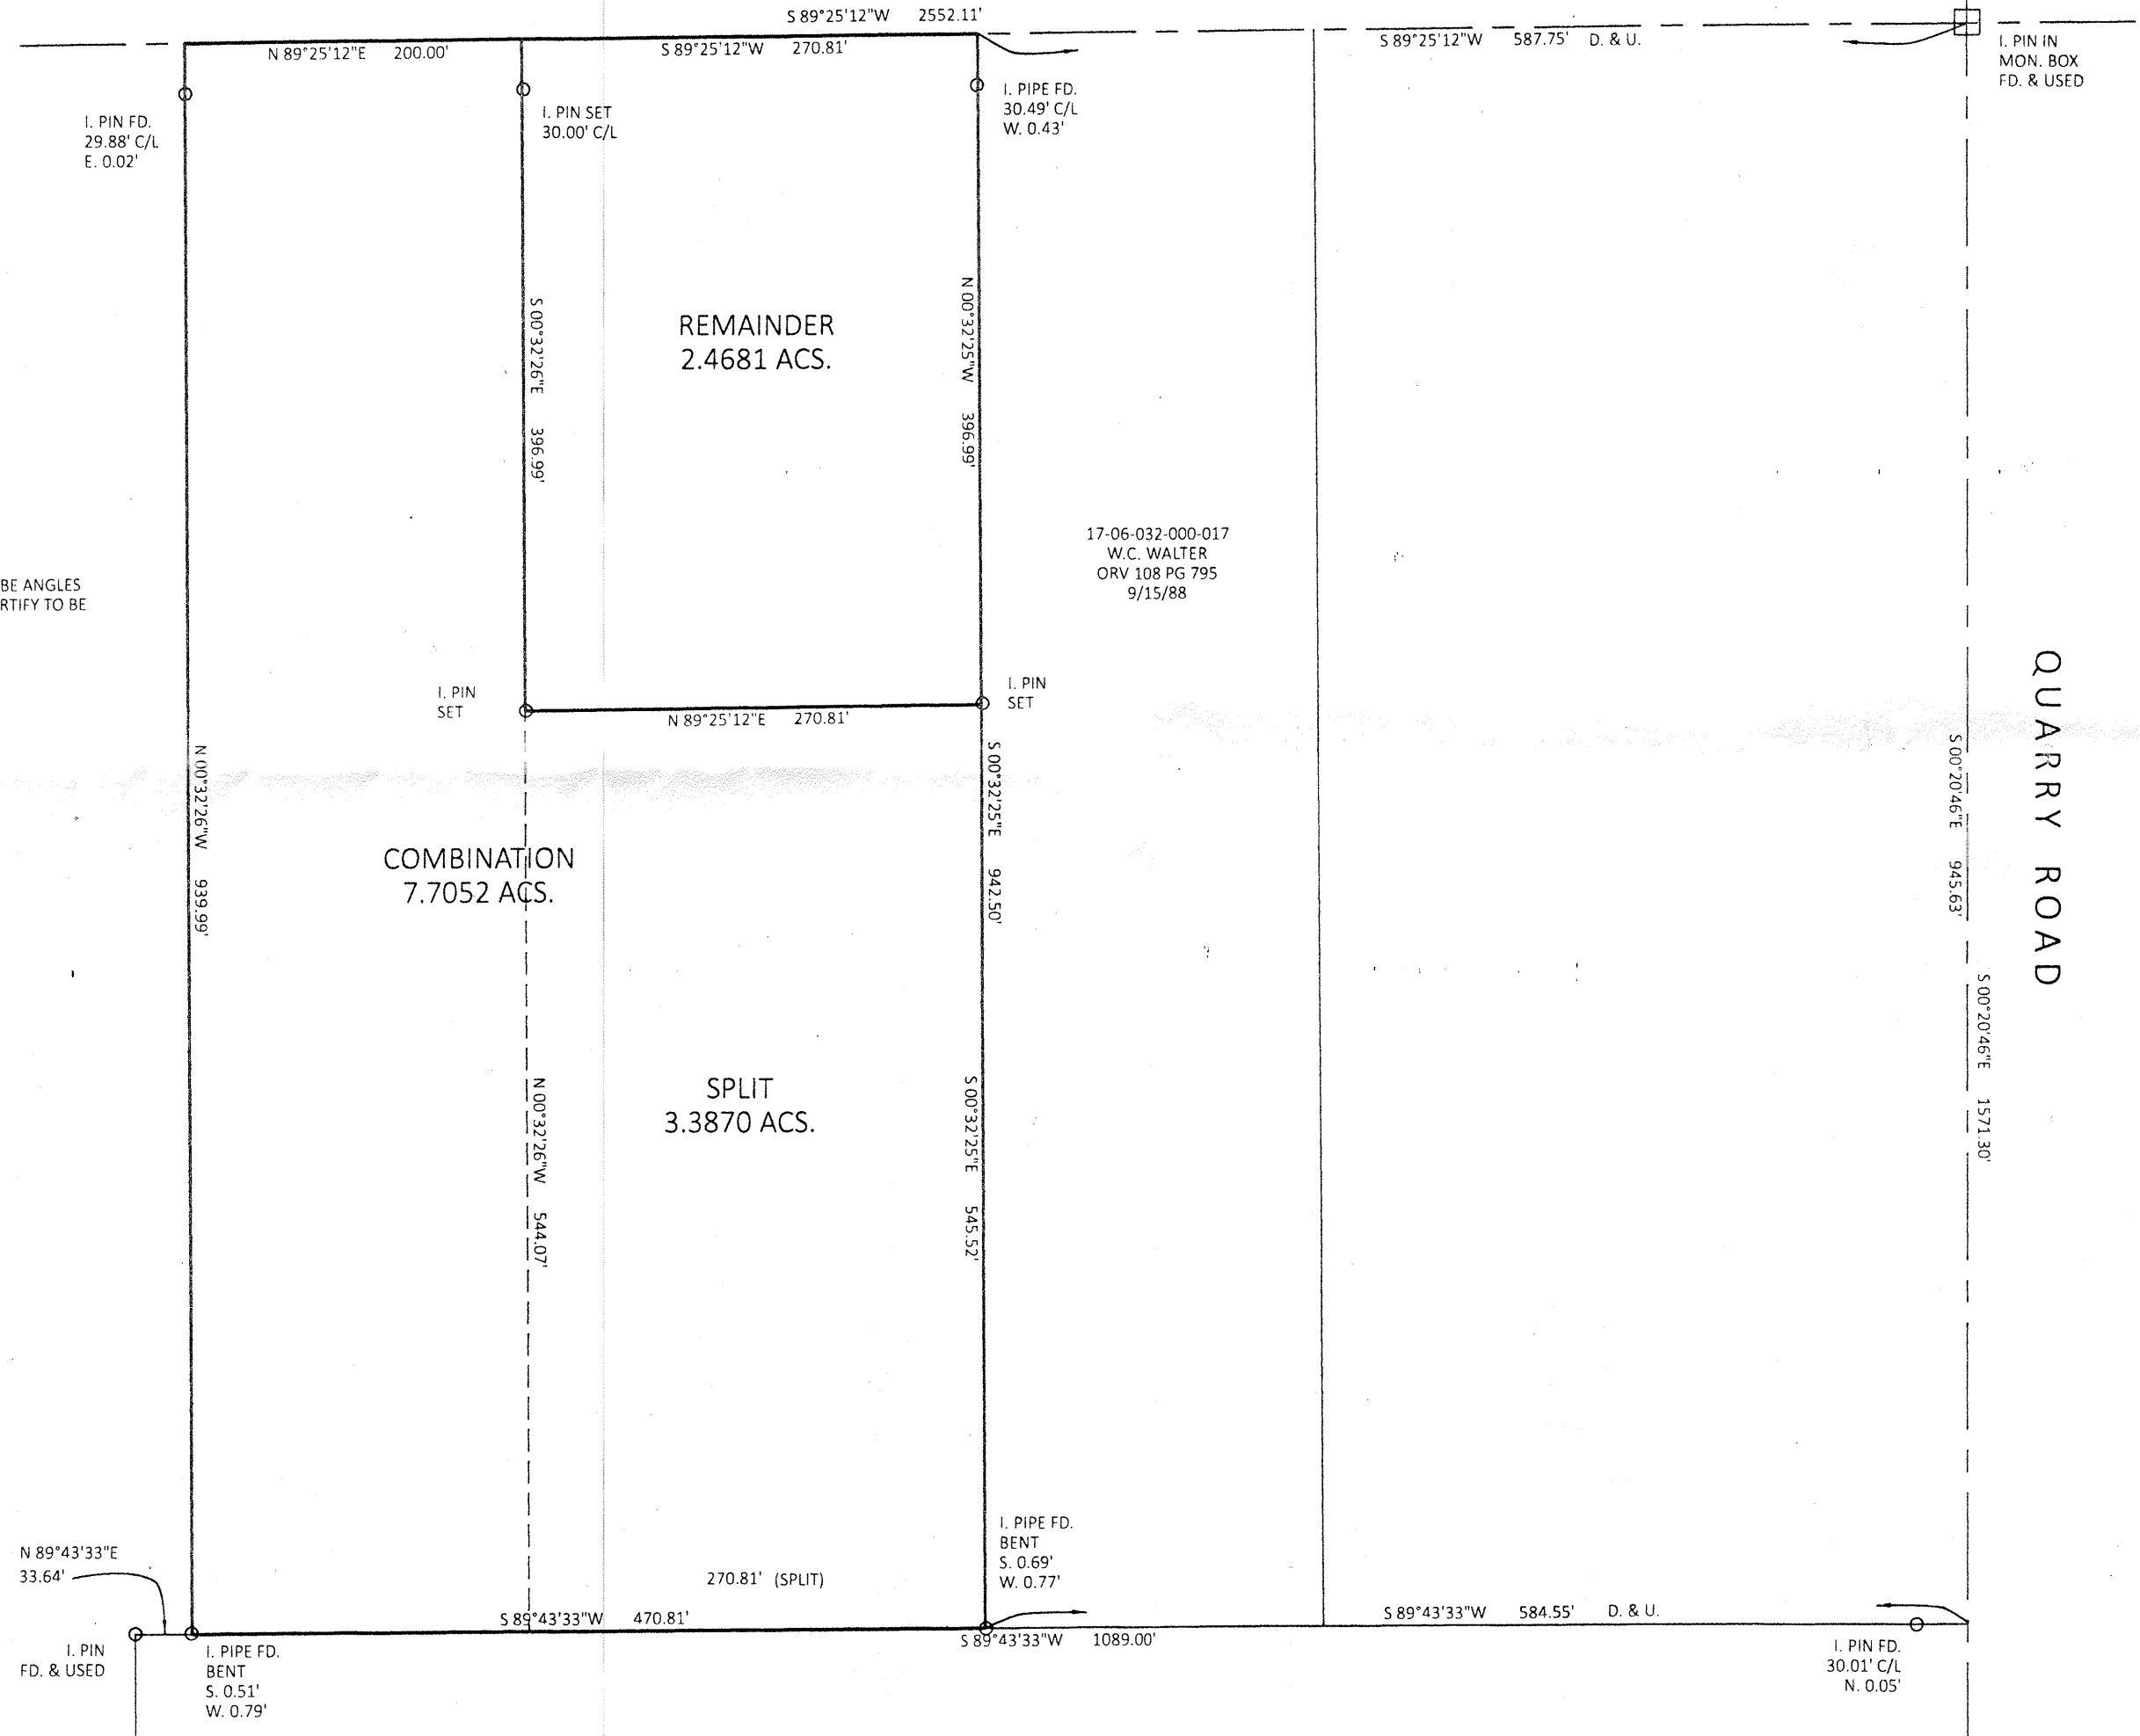 S 89°25'12"W 2552.11'
N 89°25'12"E 200.00'
S 89°25'12"W 270.81'
S 89°25'12"W 587.75' D. & U.
I. PIN IN
MON. BOX
FD. & USED
I. PIN FD.
29.88' C/L
E. 0.02'
I. PIN SET
30.00' C/L
I. PIPE FD.
30.49' C/L
W. 0.43'
S 00°32'26"E 396.99'
REMAINDER
2.4681 ACS.
N 00°32'25"W 396.99'
17-06-032-000-017
W.C. WALTER
ORV 108 PG 795
9/15/88
BE ANGLES
RTIFY TO BE
I. PIN
SET
N 89°25'12"E 270.81'
I. PIN
SET
QUARRY ROAD
N 00°32'26"W 939.99'
COMBINATION
7.7052 ACS.
S 00°32'25"E 942.50'
S 00°20'46"E 945.63'
S 00°20'46"E 1571.30'
N 00°32'26"W 544.07'
SPLIT
3.3870 ACS.
S 00°32'25"E 545.52'
I. PIPE FD.
BENT
S. 0.69'
W. 0.77'
N 89°43'33"E
33.64'
270.81' (SPLIT)
S 89°43'33"W 470.81'
S 89°43'33"W 584.55' D. & U.
S 89°43'33"W 1089.00'
I. PIN
FD. & USED
I. PIPE FD.
BENT
S. 0.51'
W. 0.79'
I. PIN FD.
30.01' C/L
N. 0.05'